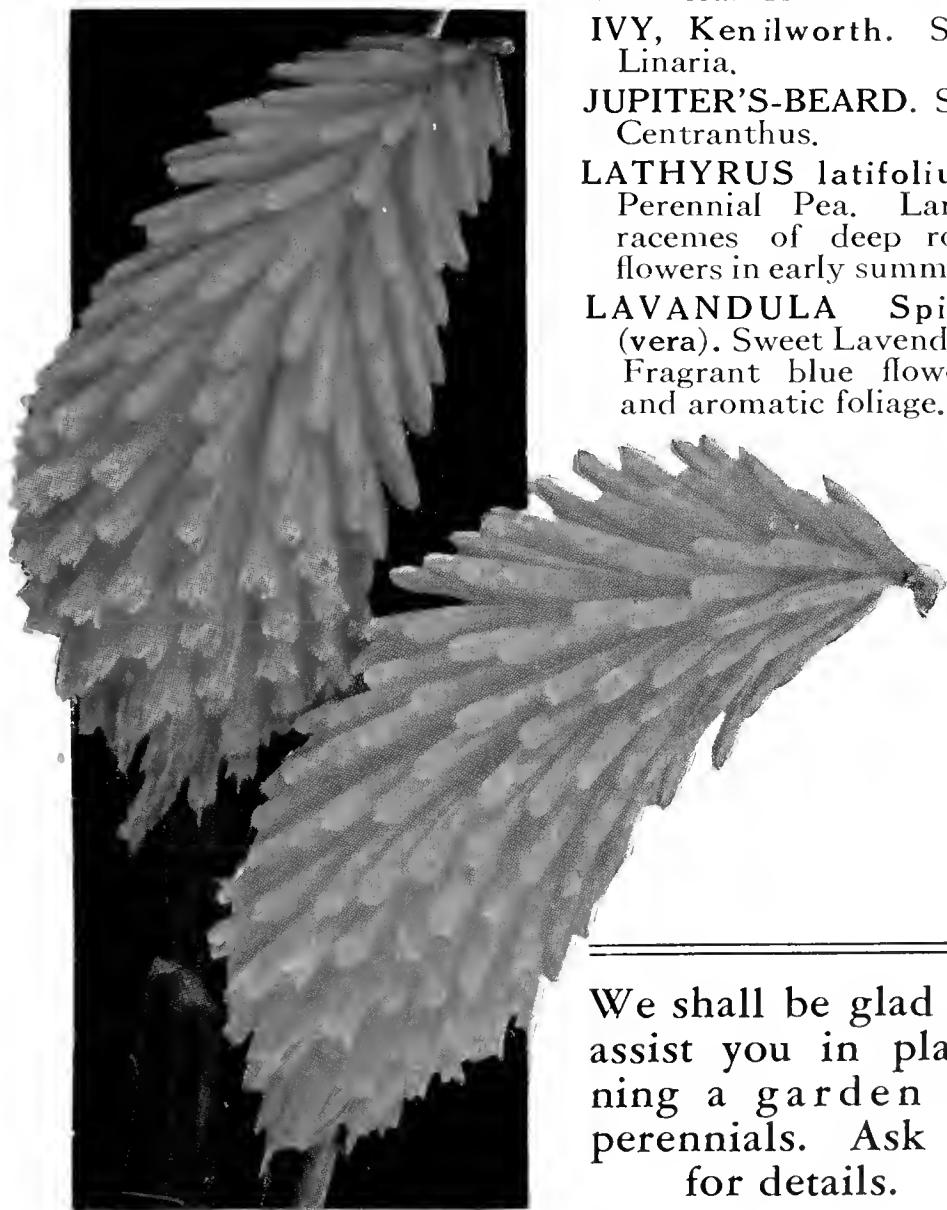 IVY, Kenilworth. S
Linaria.
JUPITER'S-BEARD. S
Centranthus.
LATHYRUS latifoliu
Perennial Pea. Lar
racemes of deep ro
flowers in early summ
LAVANDULA Spi
(vera). Sweet Lavend
Fragrant blue flow
and aromatic foliage.
We shall be glad
assist you in pla
ning a garden
perennials. Ask
for details.